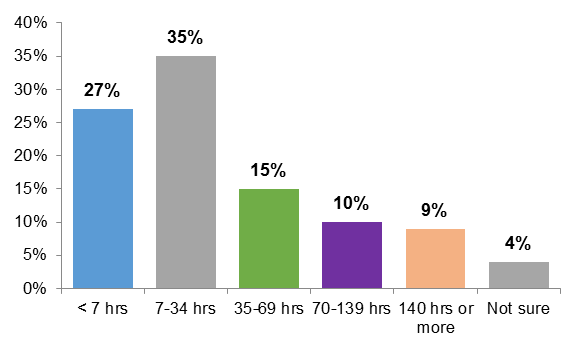 40%
35%
30%
25%
20%
15%
10%
5%
0%
27%
35%
15%
10%
9%
4%
< 7 hrs
7-34 hrs
35-69 hrs
70-139 hrs
140 hrs or
more
Not sure